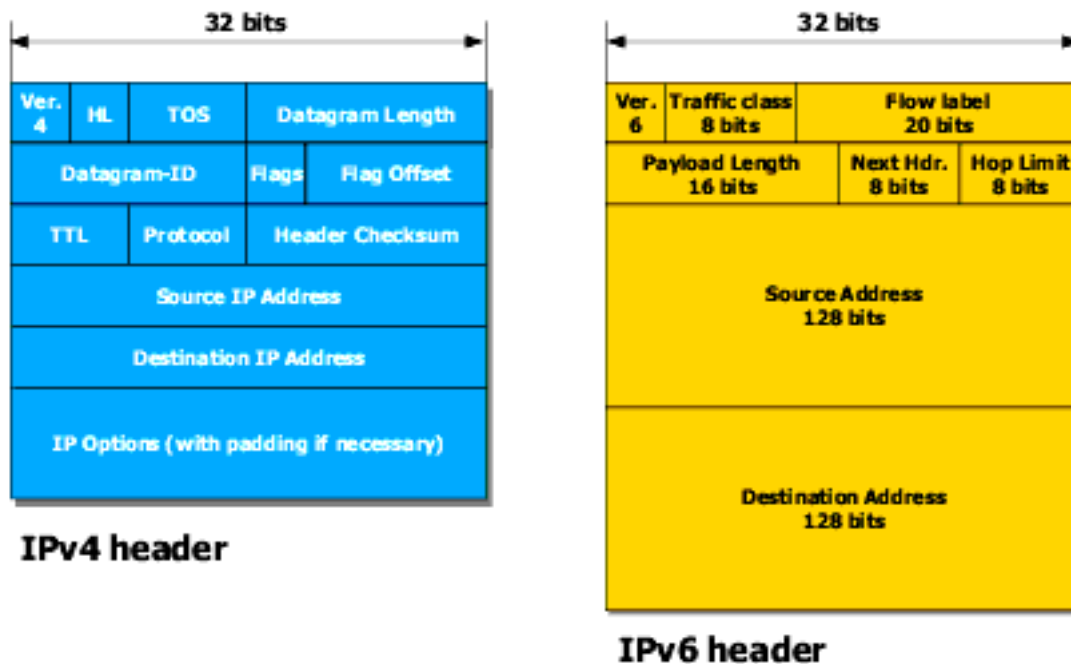 32 bits
Ver. 4
HL
TOS
Datagram Length
Datagram-ID
Flags
Flag Offset
TTL
Protocol
Header Checksum
Source IP Address
Destination IP Address
IP Options (with padding if necessary)
IPv4 header
32 bits
Ver.
6
Traffic class
8 bits
Flow label
20 bits
Payload Length
16 bits
Next Hdr.
8 bits
Hop Limit
8 bits
Source Address
128 bits
Destination Address
128 bits
IPv6 header